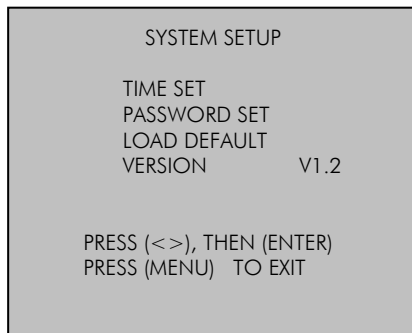 SYSTEM SETUP
TIME SET
PASSWORD SET
LOAD DEFAULT
VERSION V1.2
PRESS (<>), THEN (ENTER)
PRESS (MENU) TO EXIT